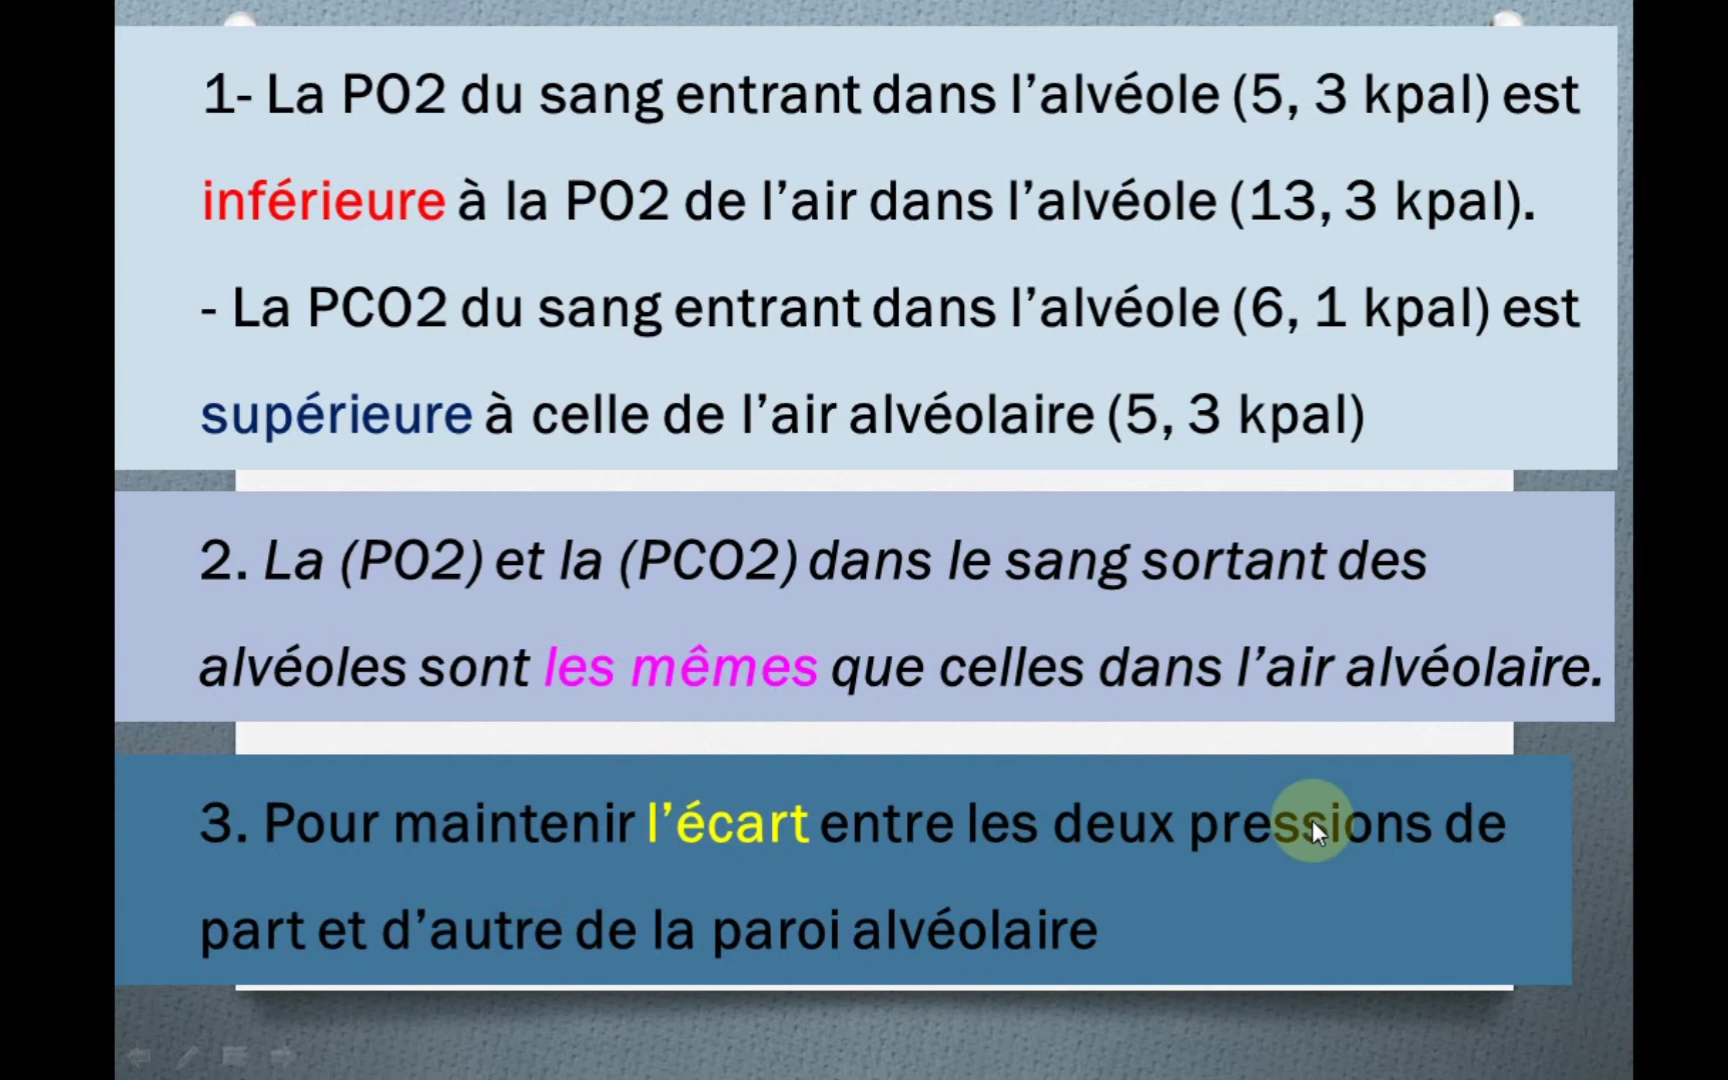 1- La PO2 du sang entrant dans l’alvéole (5, 3 kpal) est
inférieure à la PO2 de l’air dans l’alvéole (13, 3 kpal).
- La PCO2 du sang entrant dans l’alvéole (6, 1 kpal) est
supérieure à celle de l’air alvéolaire (5, 3 kpal)
2. La (PO2) et la (PCO2) dans le sang sortant des
alvéoles sont les mêmes que celles dans l’air alvéolaire.
3. Pour maintenir l’écart entre les deux pressions de
part et d’autre de la paroi alvéolaire